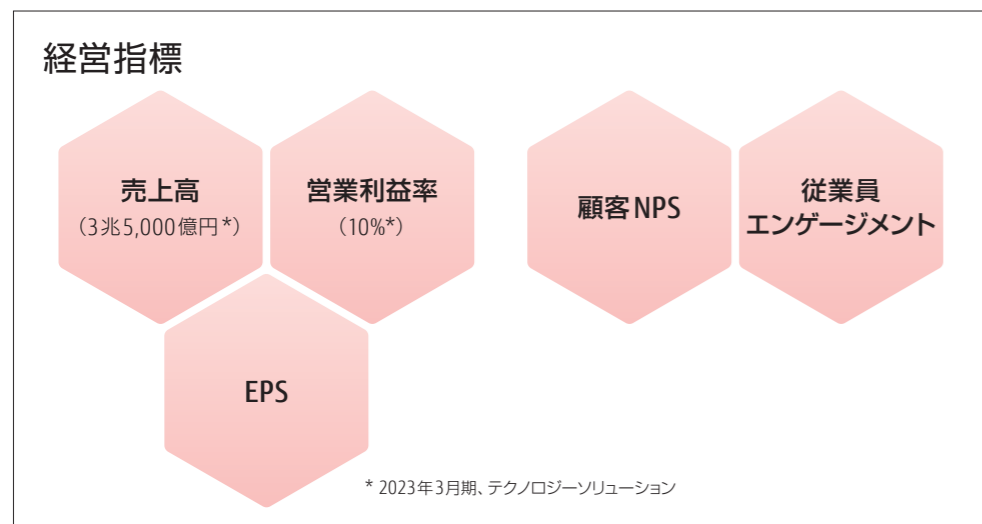 経営指標
売上高
（3兆5,000億円*）
営業利益率
（10%*）
EPS
顧客NPS
従業員
エンゲージメント
* 2023年3月期、テクノロジーソリューション